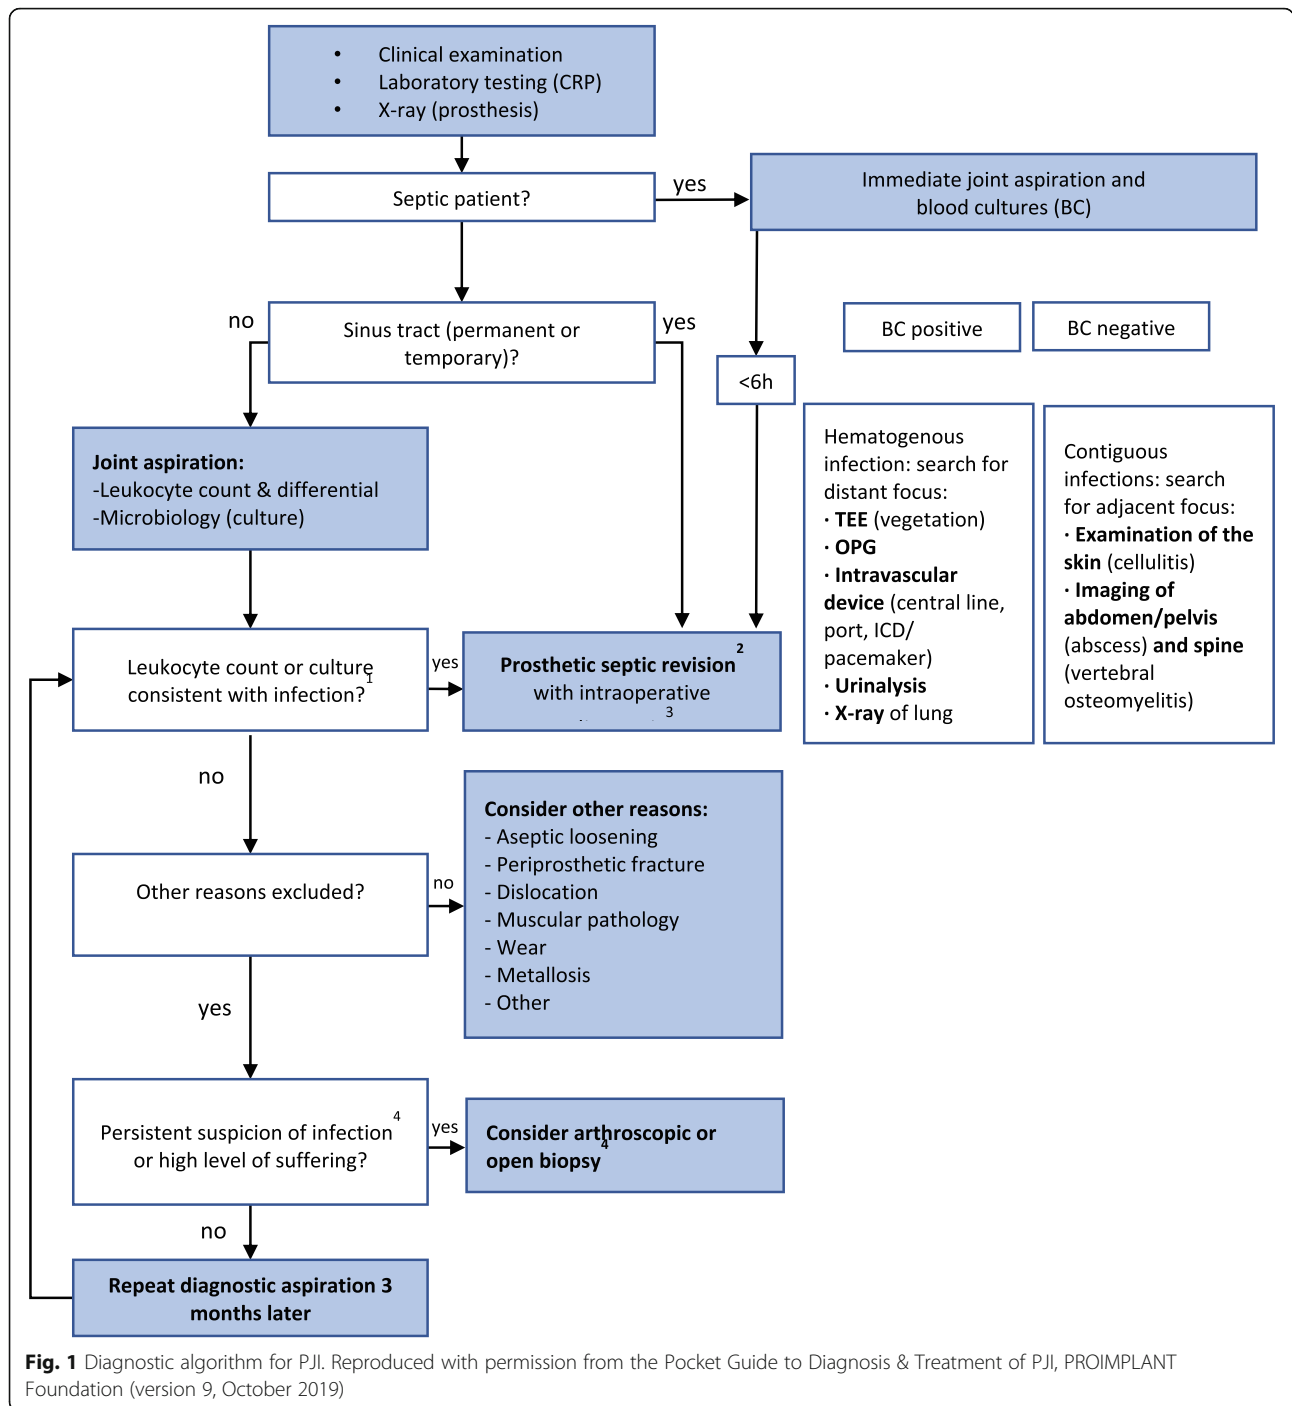 • Clinical examination
• Laboratory testing (CRP)
• X-ray (prosthesis)
Septic patient?
yes
Immediate joint aspiration and
blood cultures (BC)
no
Sinus tract (permanent or
temporary)?
yes
BC positive
BC negative
<6h
Joint aspiration:
-Leukocyte count & differential
-Microbiology (culture)
Hematogenous
infection: search for
distant focus:
· TEE (vegetation)
· OPG
· Intravascular
device (central line,
port, ICD/
pacemaker)
· Urinalysis
· X-ray of lung
Contiguous
infections: search
for adjacent focus:
· Examination of the
skin (cellulitis)
· Imaging of
abdomen/pelvis
(abscess) and spine
(vertebral
osteomyelitis)
Leukocyte count or culture
consistent with infection?1
yes
Prosthetic septic revision2
with intraoperative
3
no
Other reasons excluded?
no
Consider other reasons:
- Aseptic loosening
- Periprosthetic fracture
- Dislocation
- Muscular pathology
- Wear
- Metallosis
- Other
yes
Persistent suspicion of infection4
or high level of suffering?
yes
Consider arthroscopic or
open biopsy4
no
Repeat diagnostic aspiration 3
months later
Fig. 1 Diagnostic algorithm for PJI. Reproduced with permission from the Pocket Guide to Diagnosis & Treatment of PJI, PROIMPLANT
Foundation (version 9, October 2019)